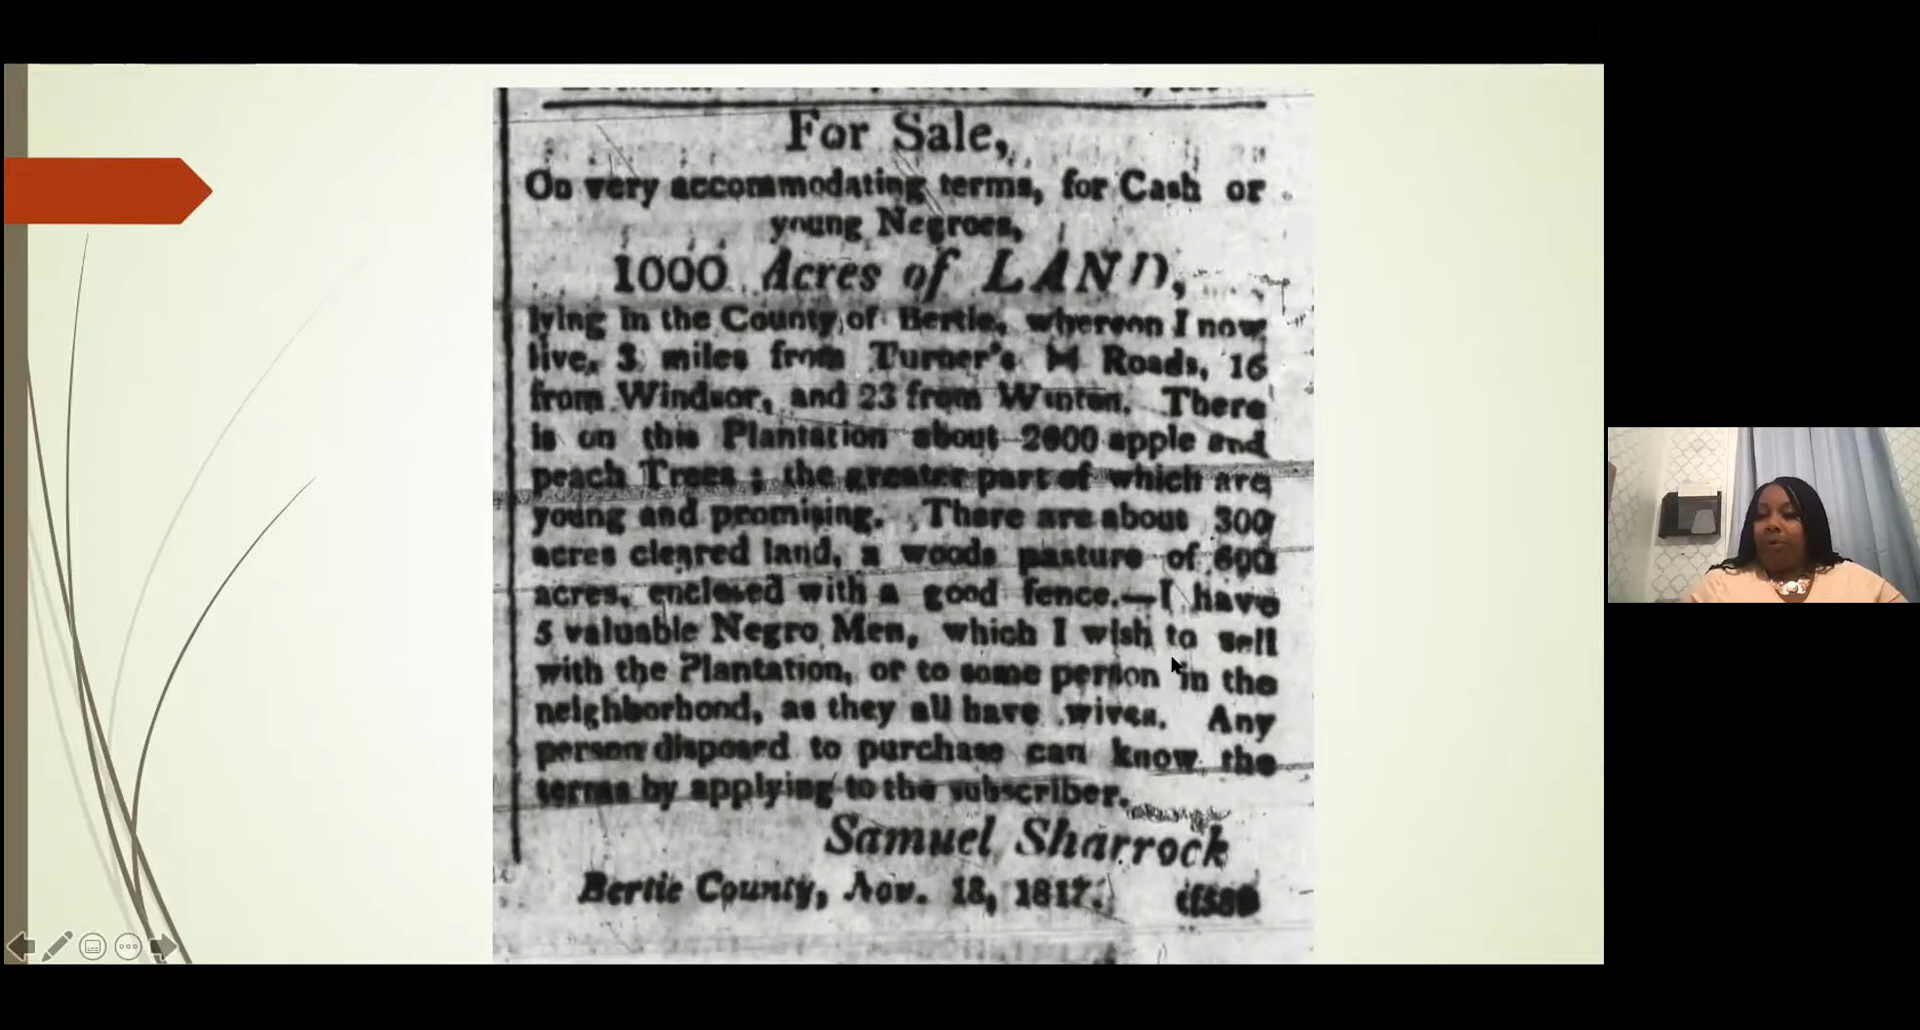 For Sale,
On very accommodating terms, for Cash or
young Negroes,
1000 Acres of LAND,
lying in the County of Bertie, whereon I now
live, 3 miles from Turner's ⋈ Roads, 16
from Windsor, and 23 from Winton. There
is on this Plantation about 2000 apple and
peach Trees; the greater part of which are
young and promising. There are about 300
acres cleared land, a woods pasture of 600
acres, enclosed with a good fence.—I have
5 valuable Negro Men, which I wish to sell
with the Plantation, or to some person in the
neighborhood, as they all have wives. Any
person disposed to purchase can know the
terms by applying to the subscriber.
Samuel Sharrock
Bertie County, Nov. 18, 1817.